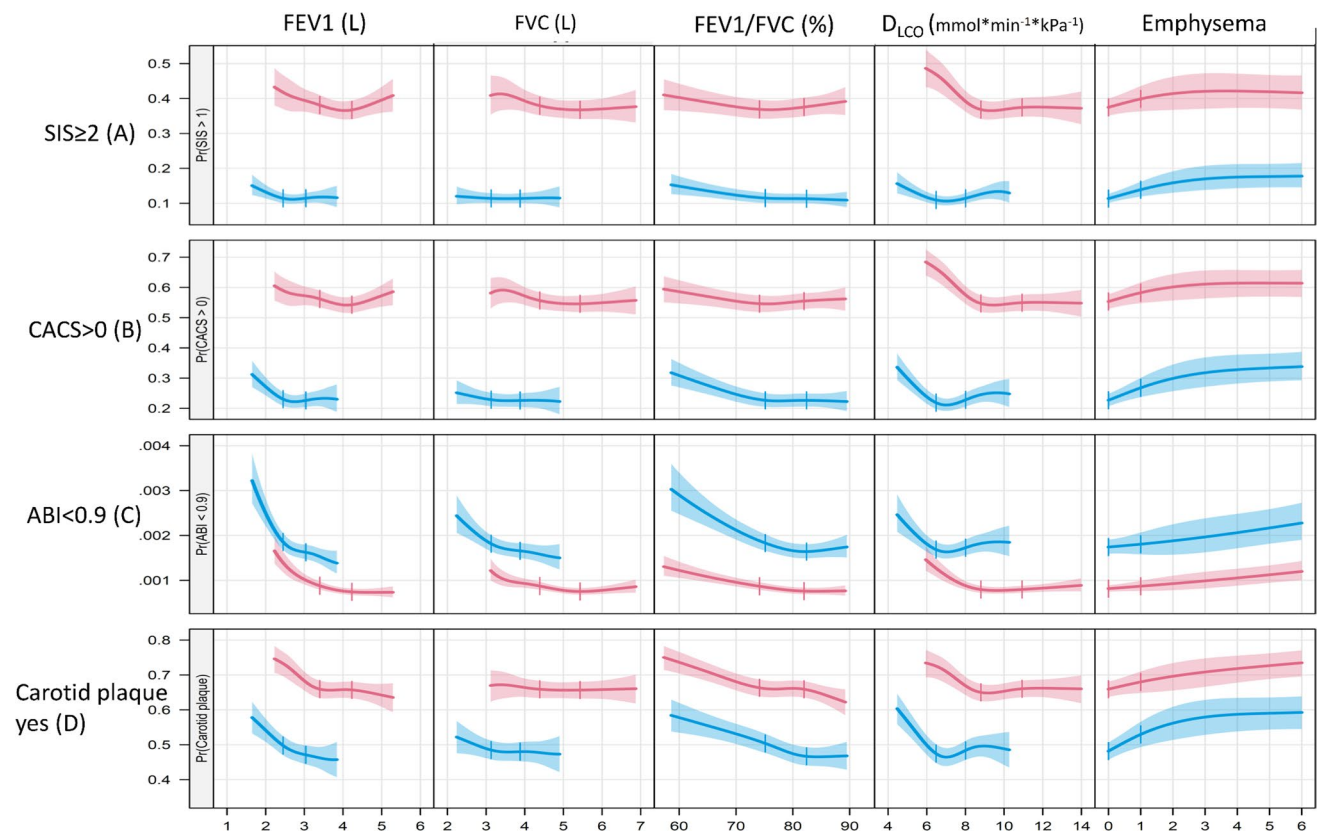 FEV1 (L) FVC (L) FEV1/FVC (%) D_LCO (mmol*min⁻¹*kPa⁻¹) Emphysema
SIS≥2 (A)
Pr(SIS > 1)
0.5
0.4
0.3
0.2
0.1
CACS>0 (B)
Pr(CACS > 0)
0.7
0.6
0.5
0.4
0.3
0.2
ABI<0.9 (C)
Pr(ABI < 0.9)
.004
.003
.002
.001
Carotid plaque
yes (D)
Pr(Carotid plaque)
0.8
0.7
0.6
0.5
0.4
1 2 3 4 5 6 2 3 4 5 6 7 60 70 80 90 4 6 8 10 12 14 0 1 2 3 4 5 6